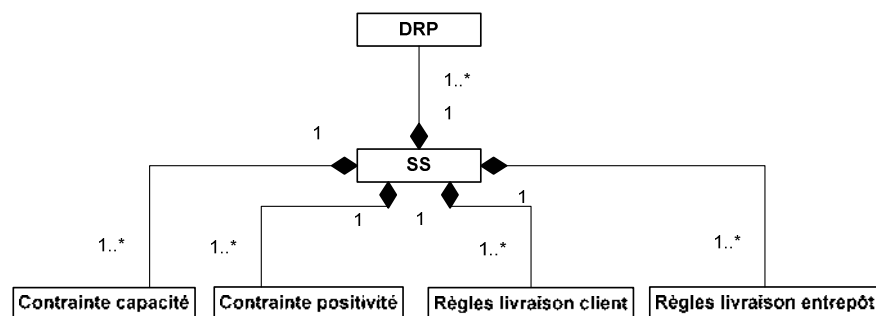 DRP
1..*
1
1
SS
1
1
1
1..*
1..*
1..*
1..*
Contrainte capacité
Contrainte positivité
Règles livraison client
Règles livraison entrepôt